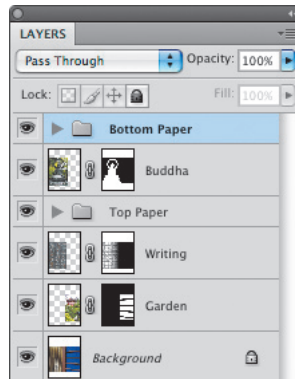 LAYERS
Pass Through Opacity: 100%
Lock: Fill: 100%
Bottom Paper
Buddha
Top Paper
Writing
Garden
Background